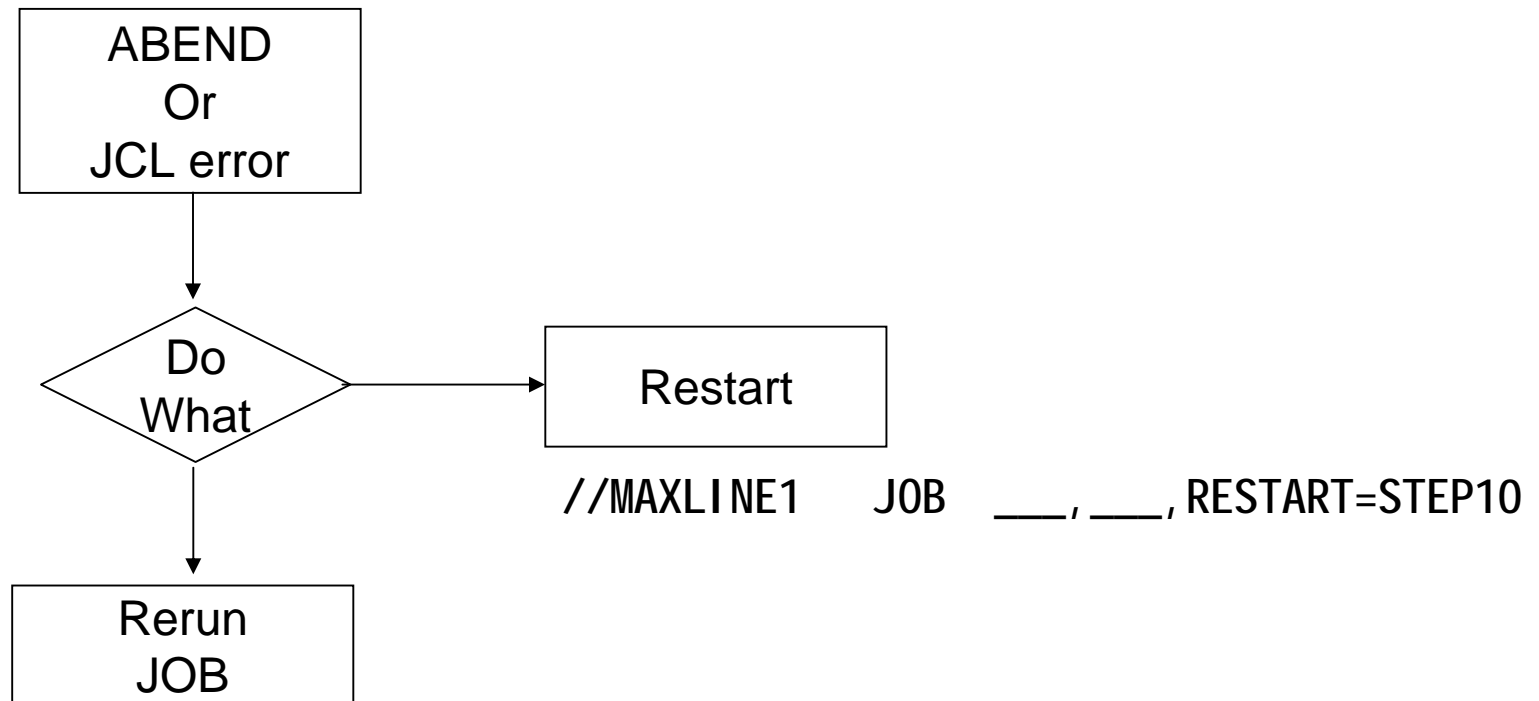 ABEND
Or
JCL error
Do
What
Restart
//MAXLINE1 JOB ___,___,RESTART=STEP10
Rerun
JOB